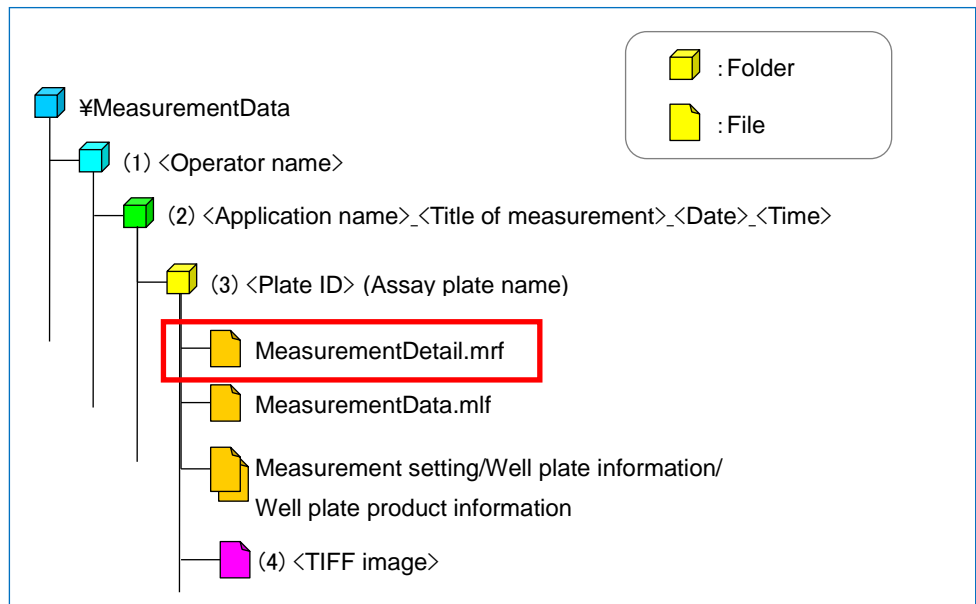 :Folder
:File
¥MeasurementData
(1) <Operator name>
(2) <Application name>_<Title of measurement>_<Date>_<Time>
(3) <Plate ID> (Assay plate name)
MeasurementDetail.mrf
MeasurementData.mlf
Measurement setting/Well plate information/
Well plate product information
(4) <TIFF image>